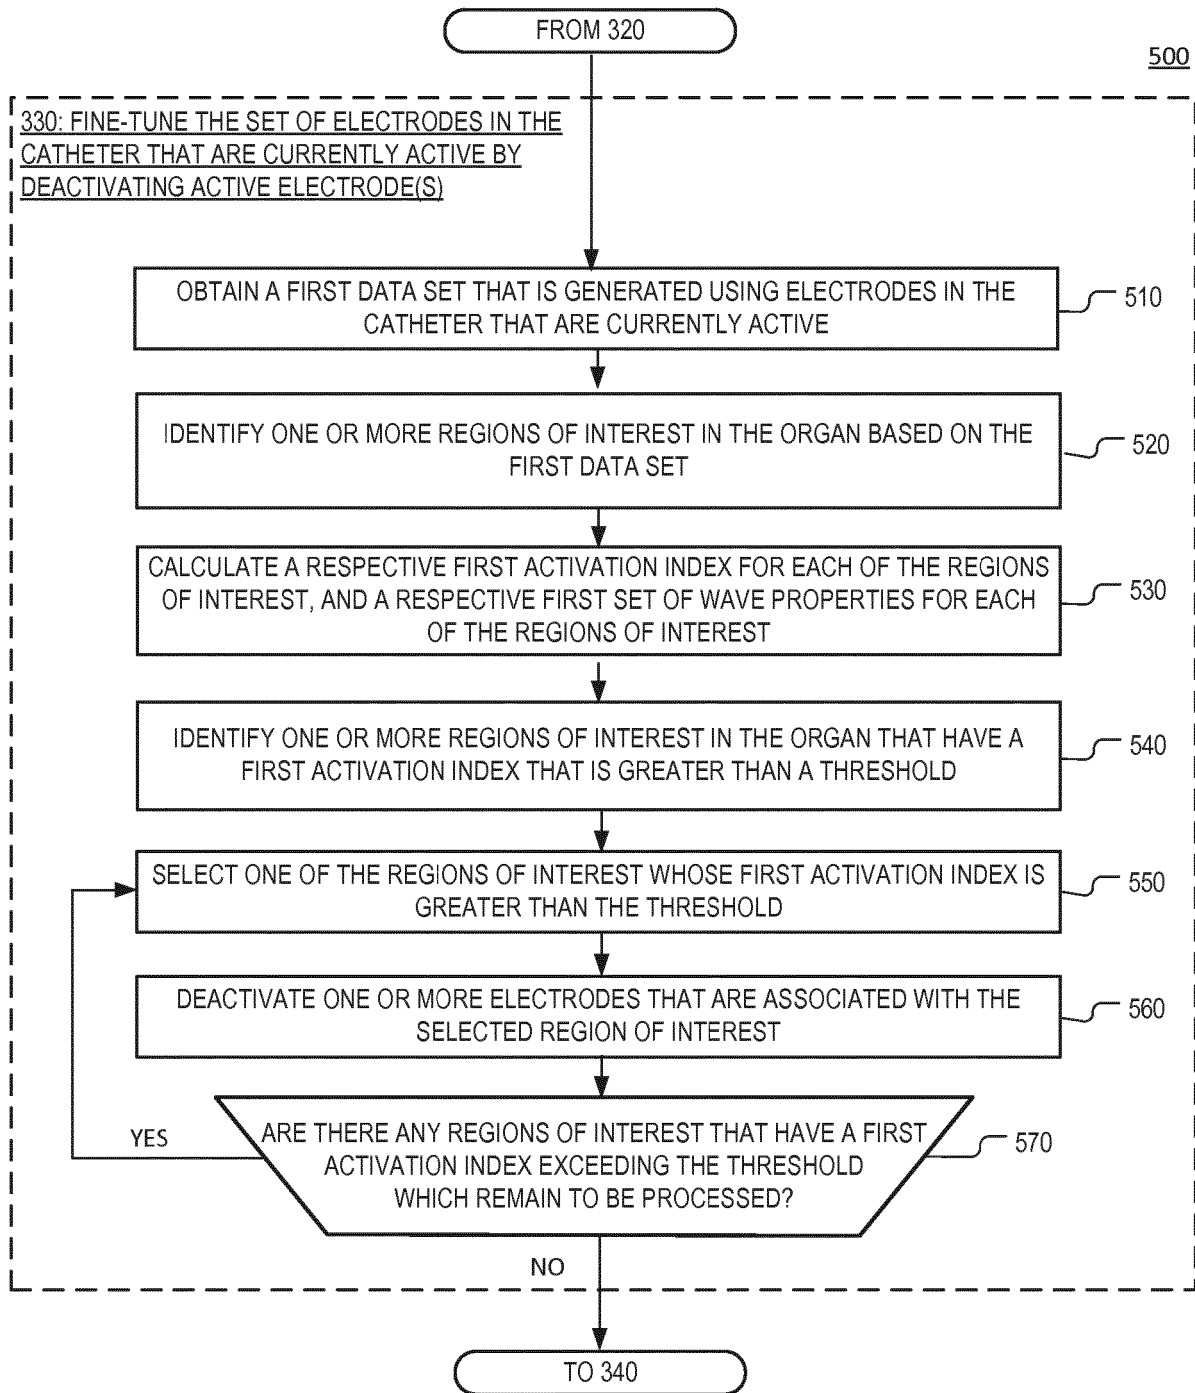 FROM 320
500
330: FINE-TUNE THE SET OF ELECTRODES IN THE
CATHETER THAT ARE CURRENTLY ACTIVE BY
DEACTIVATING ACTIVE ELECTRODE(S)
OBTAIN A FIRST DATA SET THAT IS GENERATED USING ELECTRODES IN THE
CATHETER THAT ARE CURRENTLY ACTIVE
510
IDENTIFY ONE OR MORE REGIONS OF INTEREST IN THE ORGAN BASED ON THE
FIRST DATA SET
520
CALCULATE A RESPECTIVE FIRST ACTIVATION INDEX FOR EACH OF THE REGIONS
OF INTEREST, AND A RESPECTIVE FIRST SET OF WAVE PROPERTIES FOR EACH
OF THE REGIONS OF INTEREST
530
IDENTIFY ONE OR MORE REGIONS OF INTEREST IN THE ORGAN THAT HAVE A
FIRST ACTIVATION INDEX THAT IS GREATER THAN A THRESHOLD
540
SELECT ONE OF THE REGIONS OF INTEREST WHOSE FIRST ACTIVATION INDEX IS
GREATER THAN THE THRESHOLD
550
DEACTIVATE ONE OR MORE ELECTRODES THAT ARE ASSOCIATED WITH THE
SELECTED REGION OF INTEREST
560
YES
ARE THERE ANY REGIONS OF INTEREST THAT HAVE A FIRST
ACTIVATION INDEX EXCEEDING THE THRESHOLD
WHICH REMAIN TO BE PROCESSED?
570
NO
TO 340